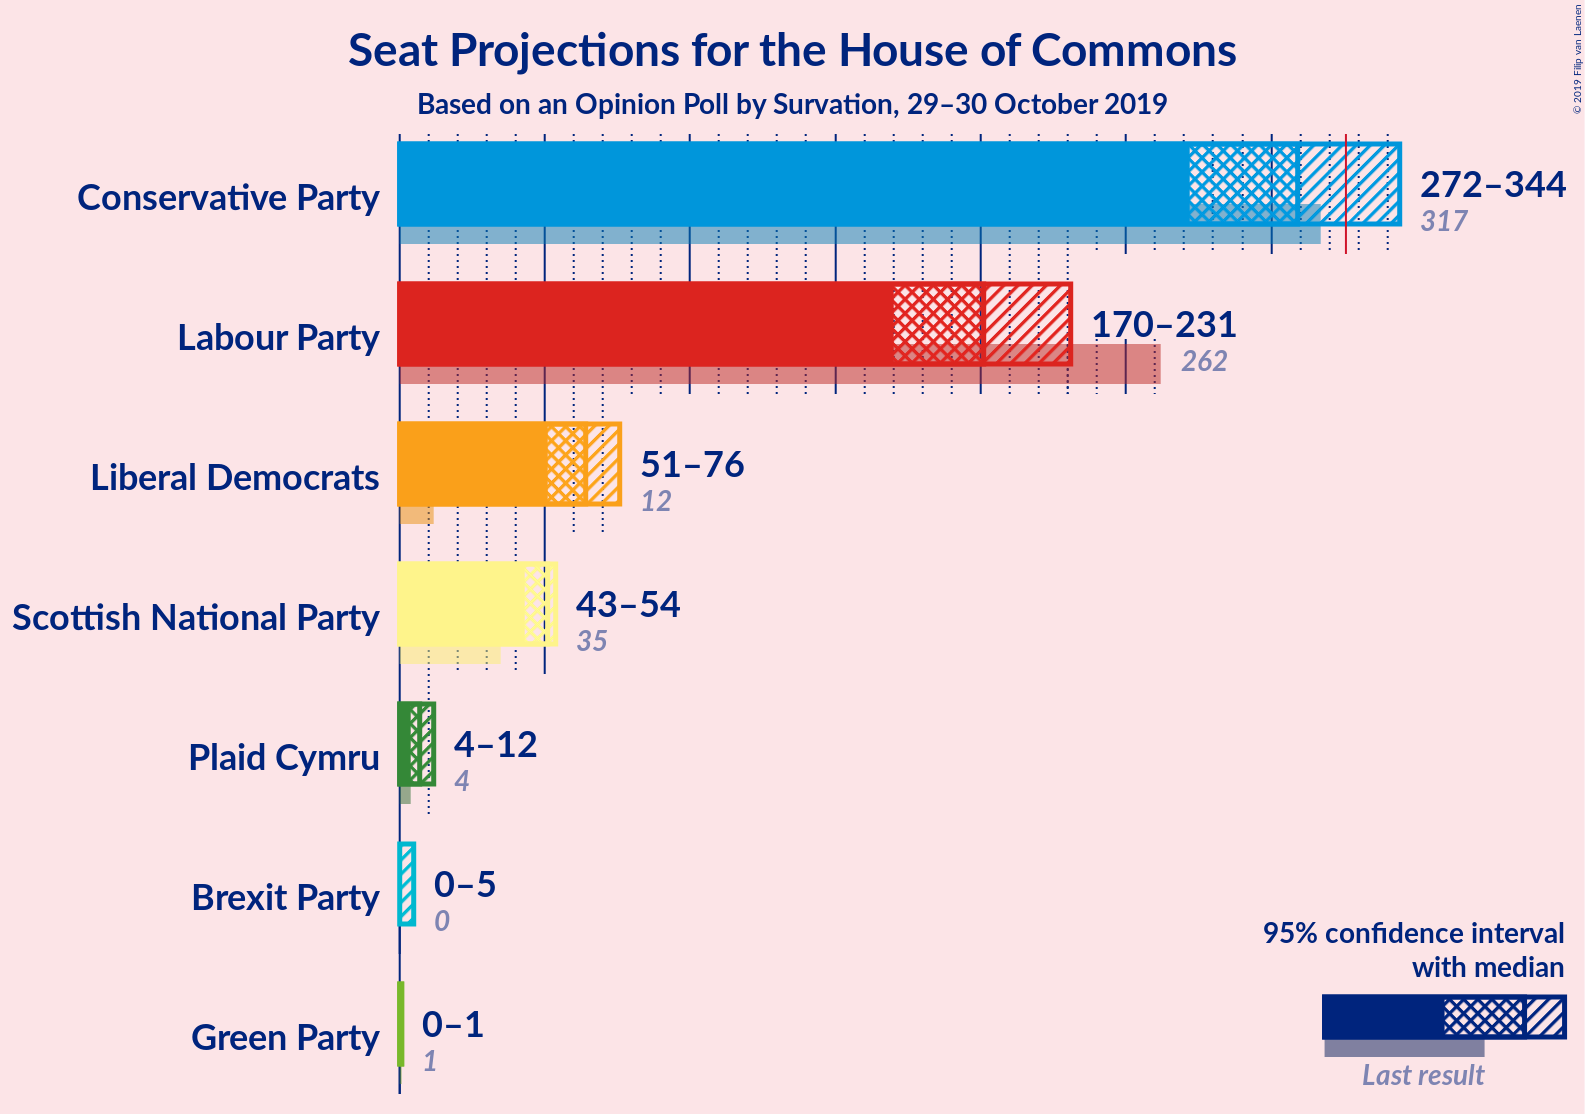 Seat Projections for the House of Commons
Based on an Opinion Poll by Survation, 29–30 October 2019
© 2019 Filip van Laenen
Conservative Party
272–344
317
Labour Party
170–231
262
Liberal Democrats
51–76
12
Scottish National Party
43–54
35
Plaid Cymru
4–12
4
Brexit Party
0–5
0
Green Party
0–1
1
95% confidence interval
with median
Last result